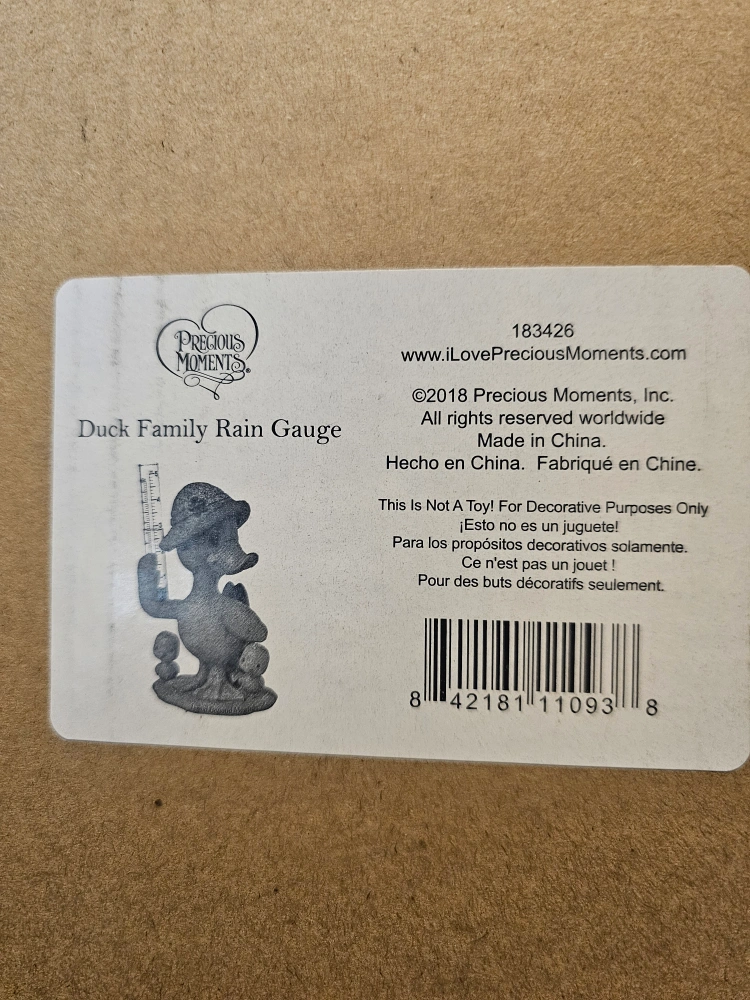 PRECIOUS
MOMENTS®
Duck Family Rain Gauge
183426
www.iLovePreciousMoments.com
©2018 Precious Moments, Inc.
All rights reserved worldwide
Made in China.
Hecho en China. Fabriqué en Chine.
This Is Not A Toy! For Decorative Purposes Only
¡Esto no es un juguete!
Para los propósitos decorativos solamente.
Ce n'est pas un jouet !
Pour des buts décoratifs seulement.
8 42181 11093 8